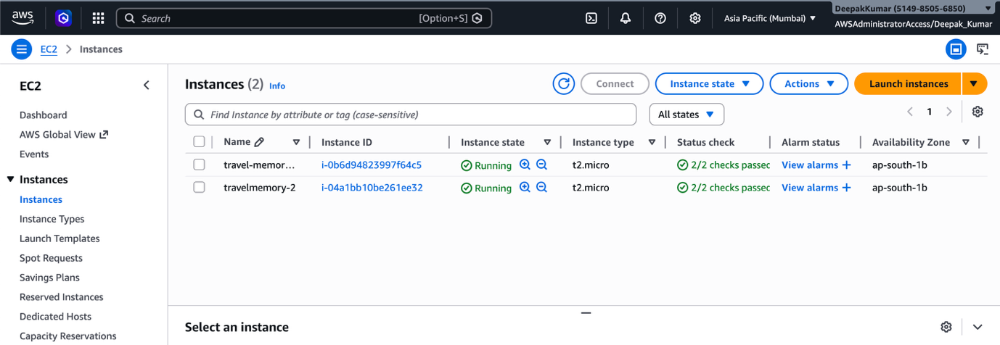 aws
Search [Option+S]
Asia Pacific (Mumbai)
DeepakKumar (5149-8505-6850)
AWSAdministratorAccess/Deepak_Kumar
EC2 Instances
EC2
Dashboard
AWS Global View
Events
Instances
Instances
Instance Types
Launch Templates
Spot Requests
Savings Plans
Reserved Instances
Dedicated Hosts
Capacity Reservations
Instances (2) Info
Connect Instance state Actions Launch instances
Find Instance by attribute or tag (case-sensitive) All states 1
Name Instance ID Instance state Instance type Status check Alarm status Availability Zone
travel-memor... i-0b6d94823997f64c5 Running t2.micro 2/2 checks passed View alarms + ap-south-1b
travelmemory-2 i-04a1bb10be261ee32 Running t2.micro 2/2 checks passed View alarms + ap-south-1b
Select an instance